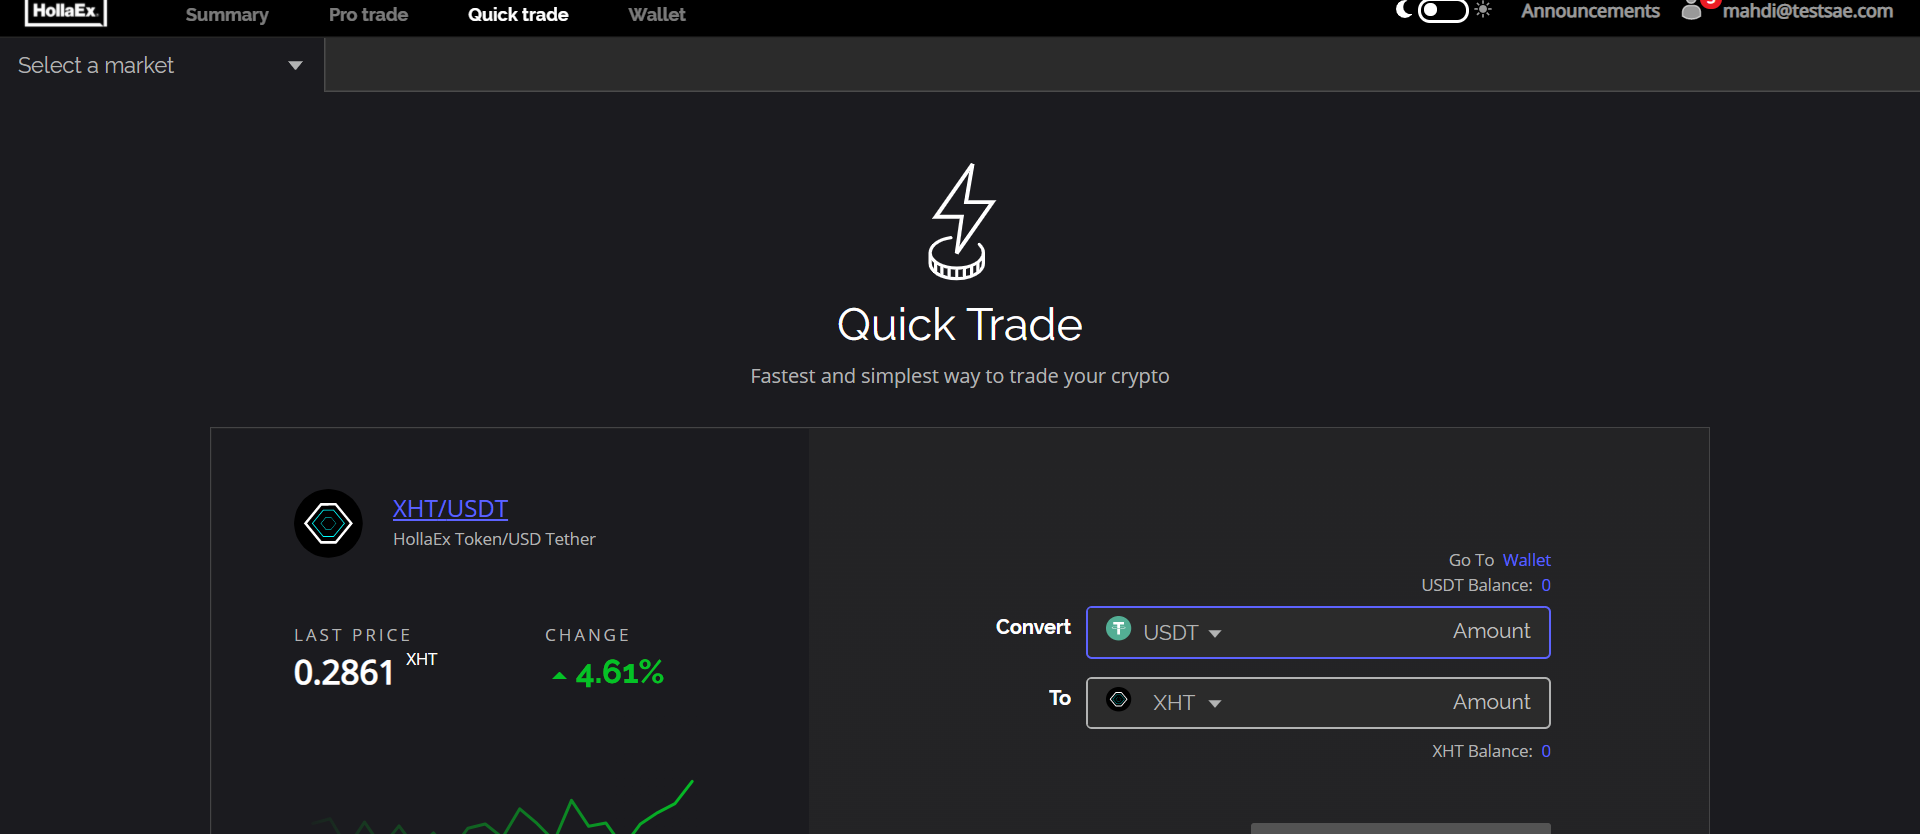 HollaEx.
Summary Pro trade Quick trade Wallet Announcements mahdi@testsae.com
Select a market
Quick Trade
Fastest and simplest way to trade your crypto
XHT/USDT
HollaEx Token/USD Tether
LAST PRICE CHANGE
0.2861 XHT 4.61%
Go To Wallet
USDT Balance: 0
Convert USDT Amount
To XHT Amount
XHT Balance: 0